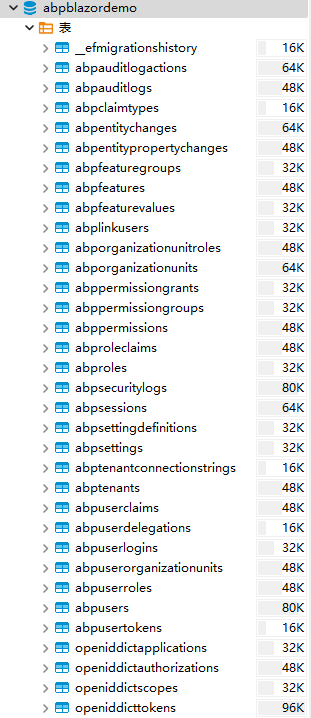 abpblazordemo
表
__efmigrationshistory 16K
abpauditlogactions 64K
abpauditlogs 48K
abpclaimtypes 16K
abpentitychanges 64K
abpentitypropertychanges 48K
abpfeaturegroups 32K
abpfeatures 48K
abpfeaturevalues 32K
abplinkusers 32K
abporganizationunitroles 48K
abporganizationunits 64K
abppermissiongrants 32K
abppermissiongroups 32K
abppermissions 48K
abproleclaims 48K
abproles 32K
abpsecuritylogs 80K
abpsessions 64K
abpsettingdefinitions 32K
abpsettings 32K
abptenantconnectionstrings 16K
abptenants 48K
abpuserclaims 48K
abpuserdelegations 16K
abpuserlogins 32K
abpuserorganizationunits 48K
abpuserroles 48K
abpusers 80K
abpusertokens 16K
openiddictapplications 32K
openiddictauthorizations 48K
openiddictscopes 32K
openiddicttokens 96K